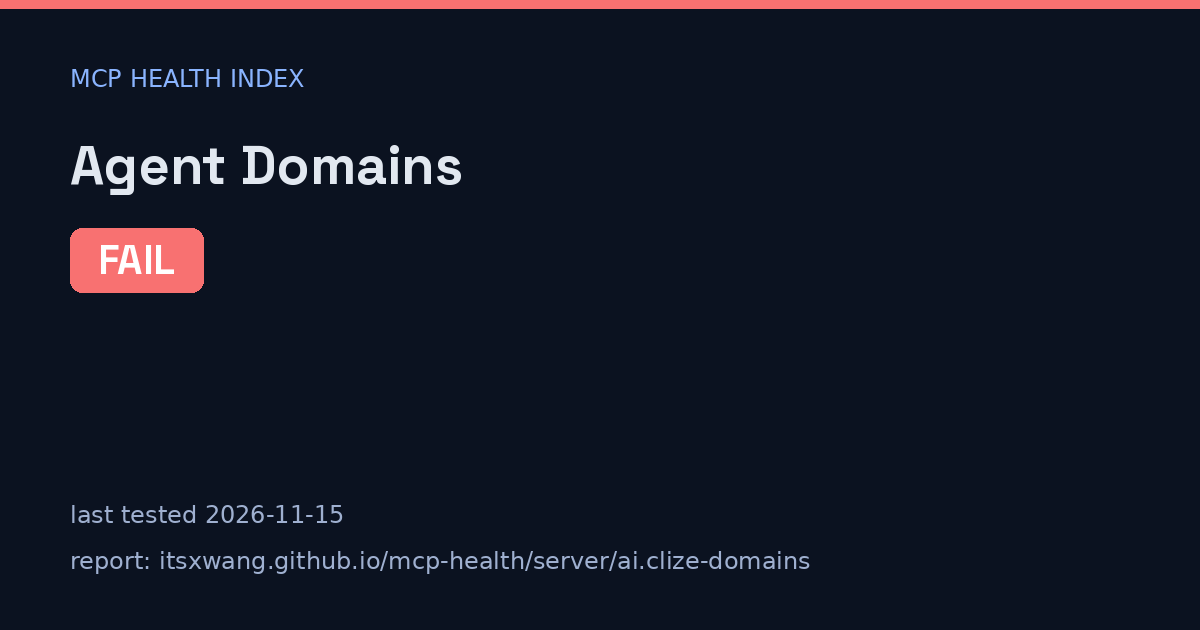 MCP HEALTH INDEX
Agent Domains
FAIL
last tested 2026-11-15
report: itsxwang.github.io/mcp-health/server/ai.clize-domains